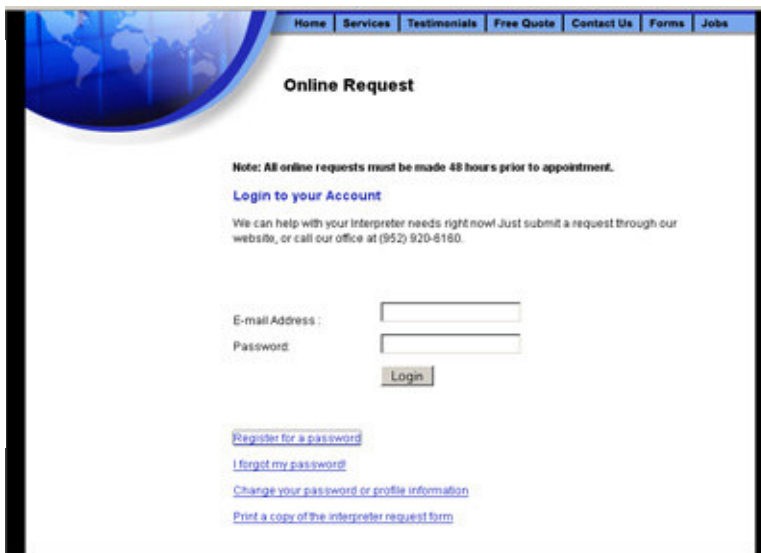 Home Services Testimonials Free Quote Contact Us Forms Jobs
Online Request
Note: All online requests must be made 48 hours prior to appointment.
Login to your Account
We can help with your Interpreter needs right now! Just submit a request through our
website, or call our office at (952) 920-6160.
E-mail Address :
Password:
Login
Register for a password
I forgot my password!
Change your password or profile information
Print a copy of the interpreter request form